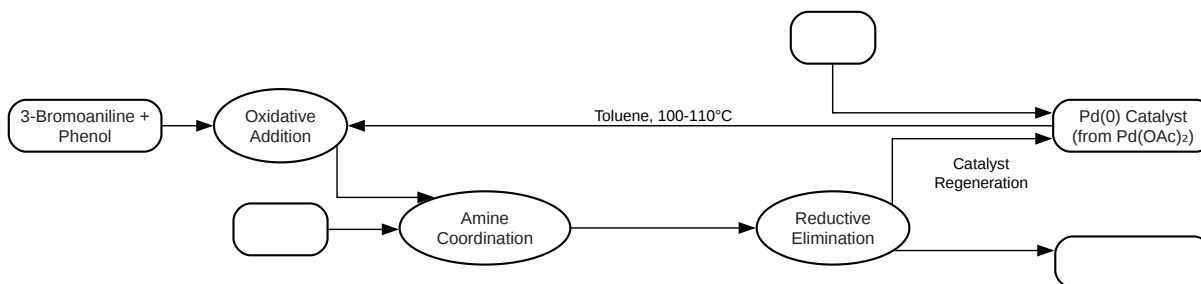 3-Bromoaniline +
Phenol
Oxidative
Addition
Toluene, 100-110°C
Pd(0) Catalyst
(from Pd(OAc)₂)
Catalyst
Regeneration
Amine
Coordination
Reductive
Elimination